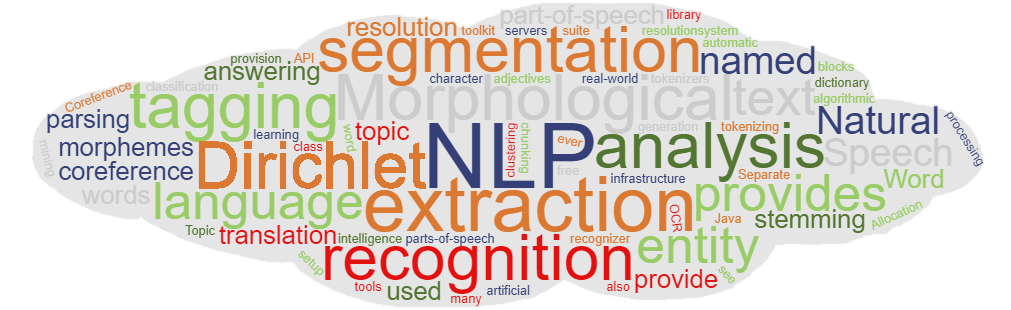 part-of-speech library
resolution toolkit servers suite resolutionsystem
segmentation automatic
provision API named
answering character adjectives real-world tokenizers blocks
Coreference classification dictionary
tagging Morphological text algorithmic
parsing Natural processing
learning word topic clustering chunking ever generation tokenizing
morphemes class NLP analysis Speech
mining Dirichlet free
coreference infrastructure Separate Word
words language extraction provides
OCR Java stemming Allocation
Topic translation intelligence parts-of-speech recognizer entity
setup recognition see
tools used many artificial also provide